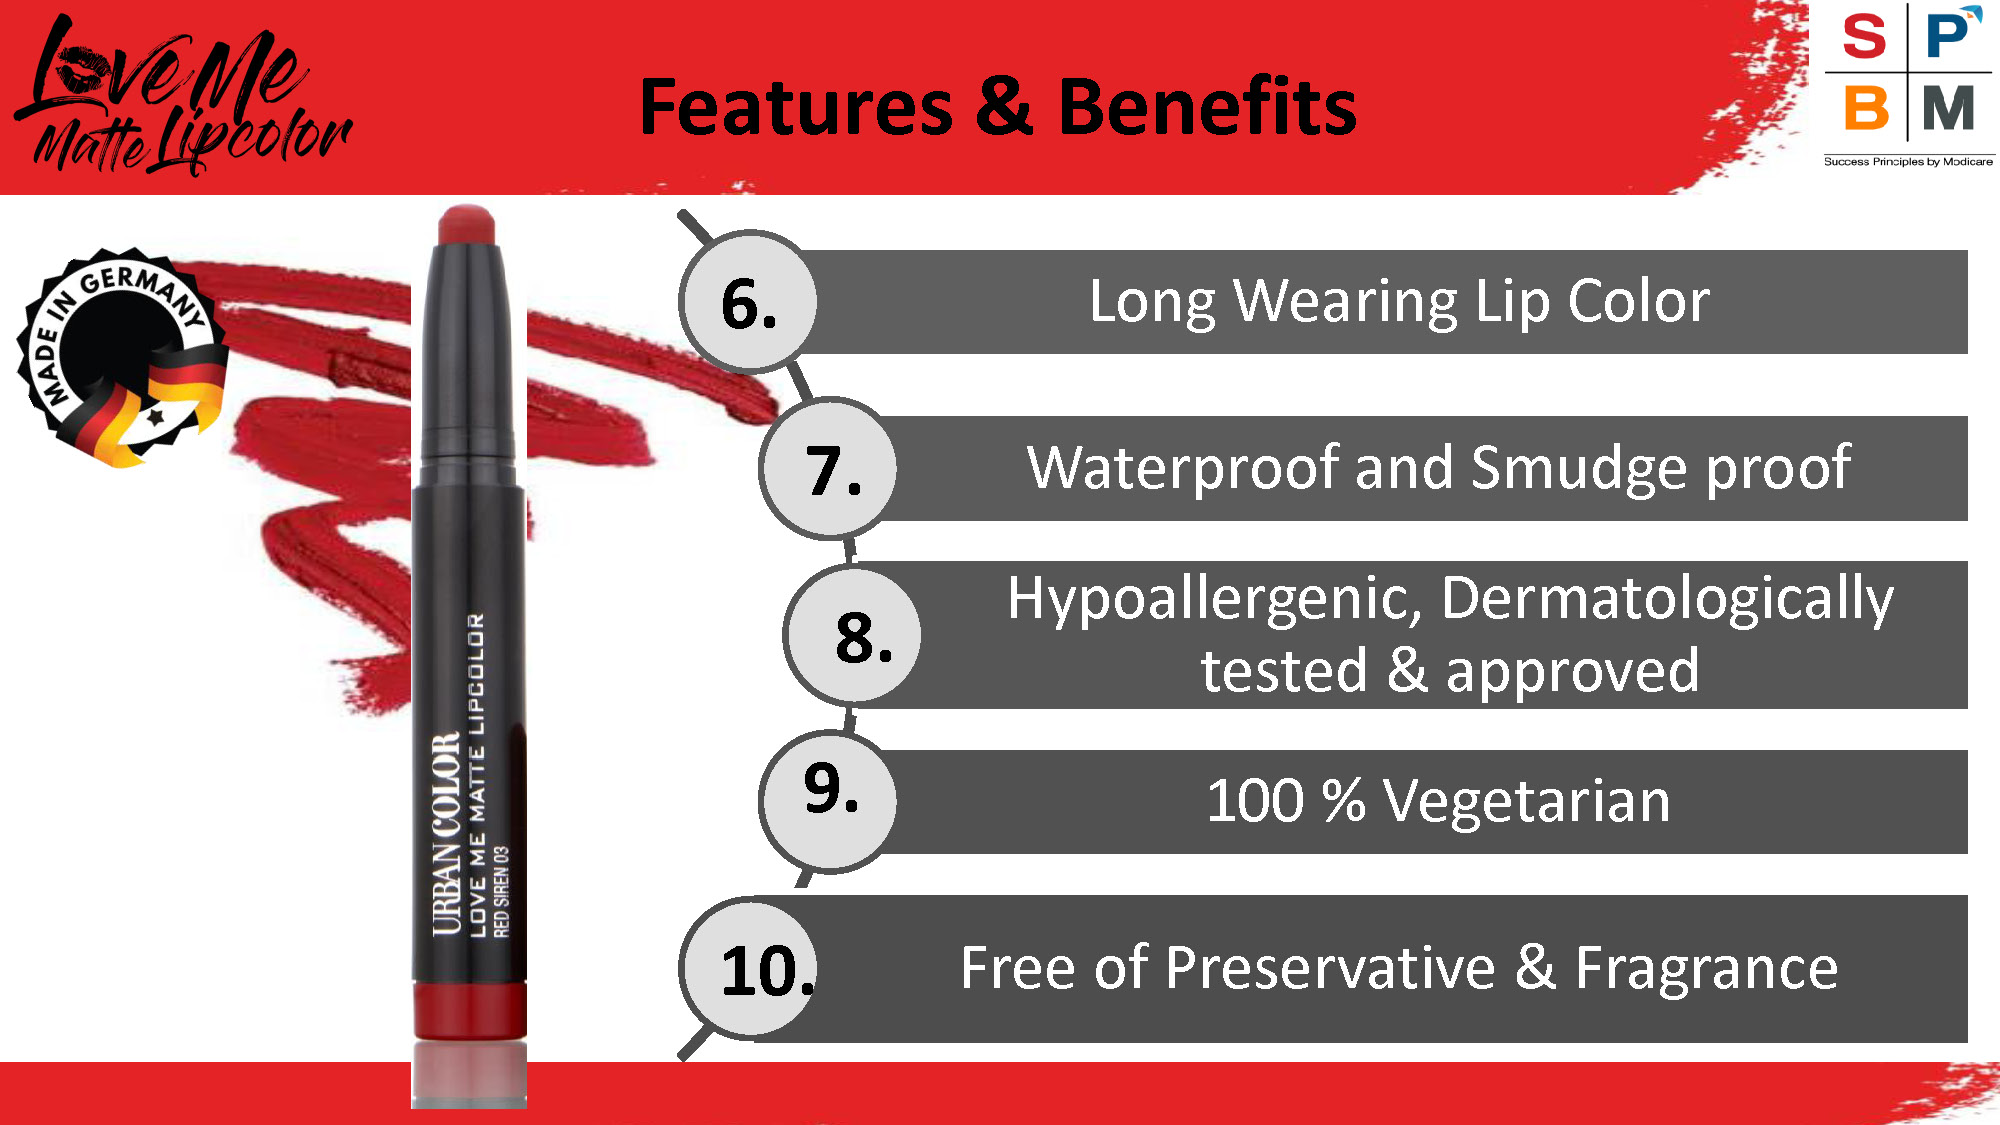 Love Me
Matte Lipcolor
Features & Benefits
S P
B M
Success Principles by Modicare
MADE IN GERMANY
URBAN COLOR
LOVE ME MATTE LIPCOLOR
RED SIREN 03
6. Long Wearing Lip Color
7. Waterproof and Smudge proof
8. Hypoallergenic, Dermatologically
tested & approved
9. 100 % Vegetarian
10. Free of Preservative & Fragrance